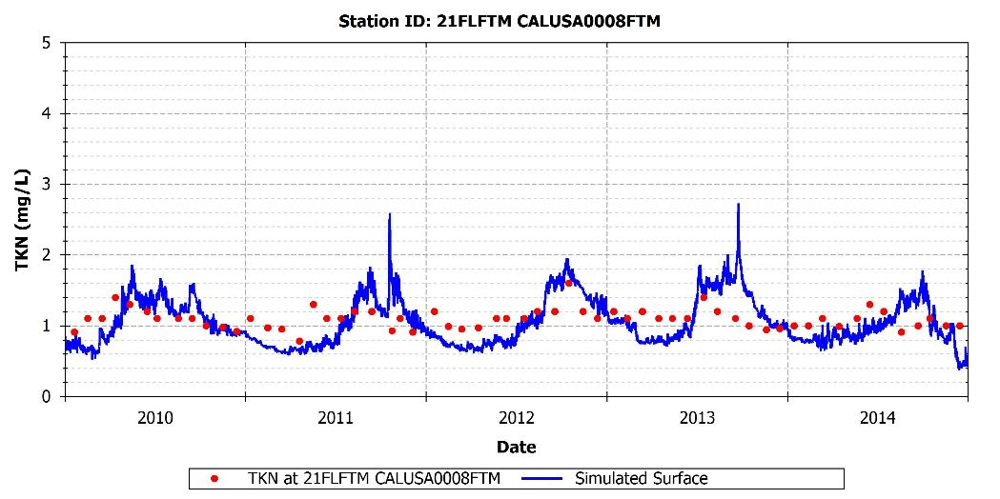 Station ID: 21FLFTM CALUSA0008FTM
TKN (mg/L)
5
4
3
2
1
0
2010 2011 2012 2013 2014
Date
TKN at 21FLFTM CALUSA0008FTM Simulated Surface